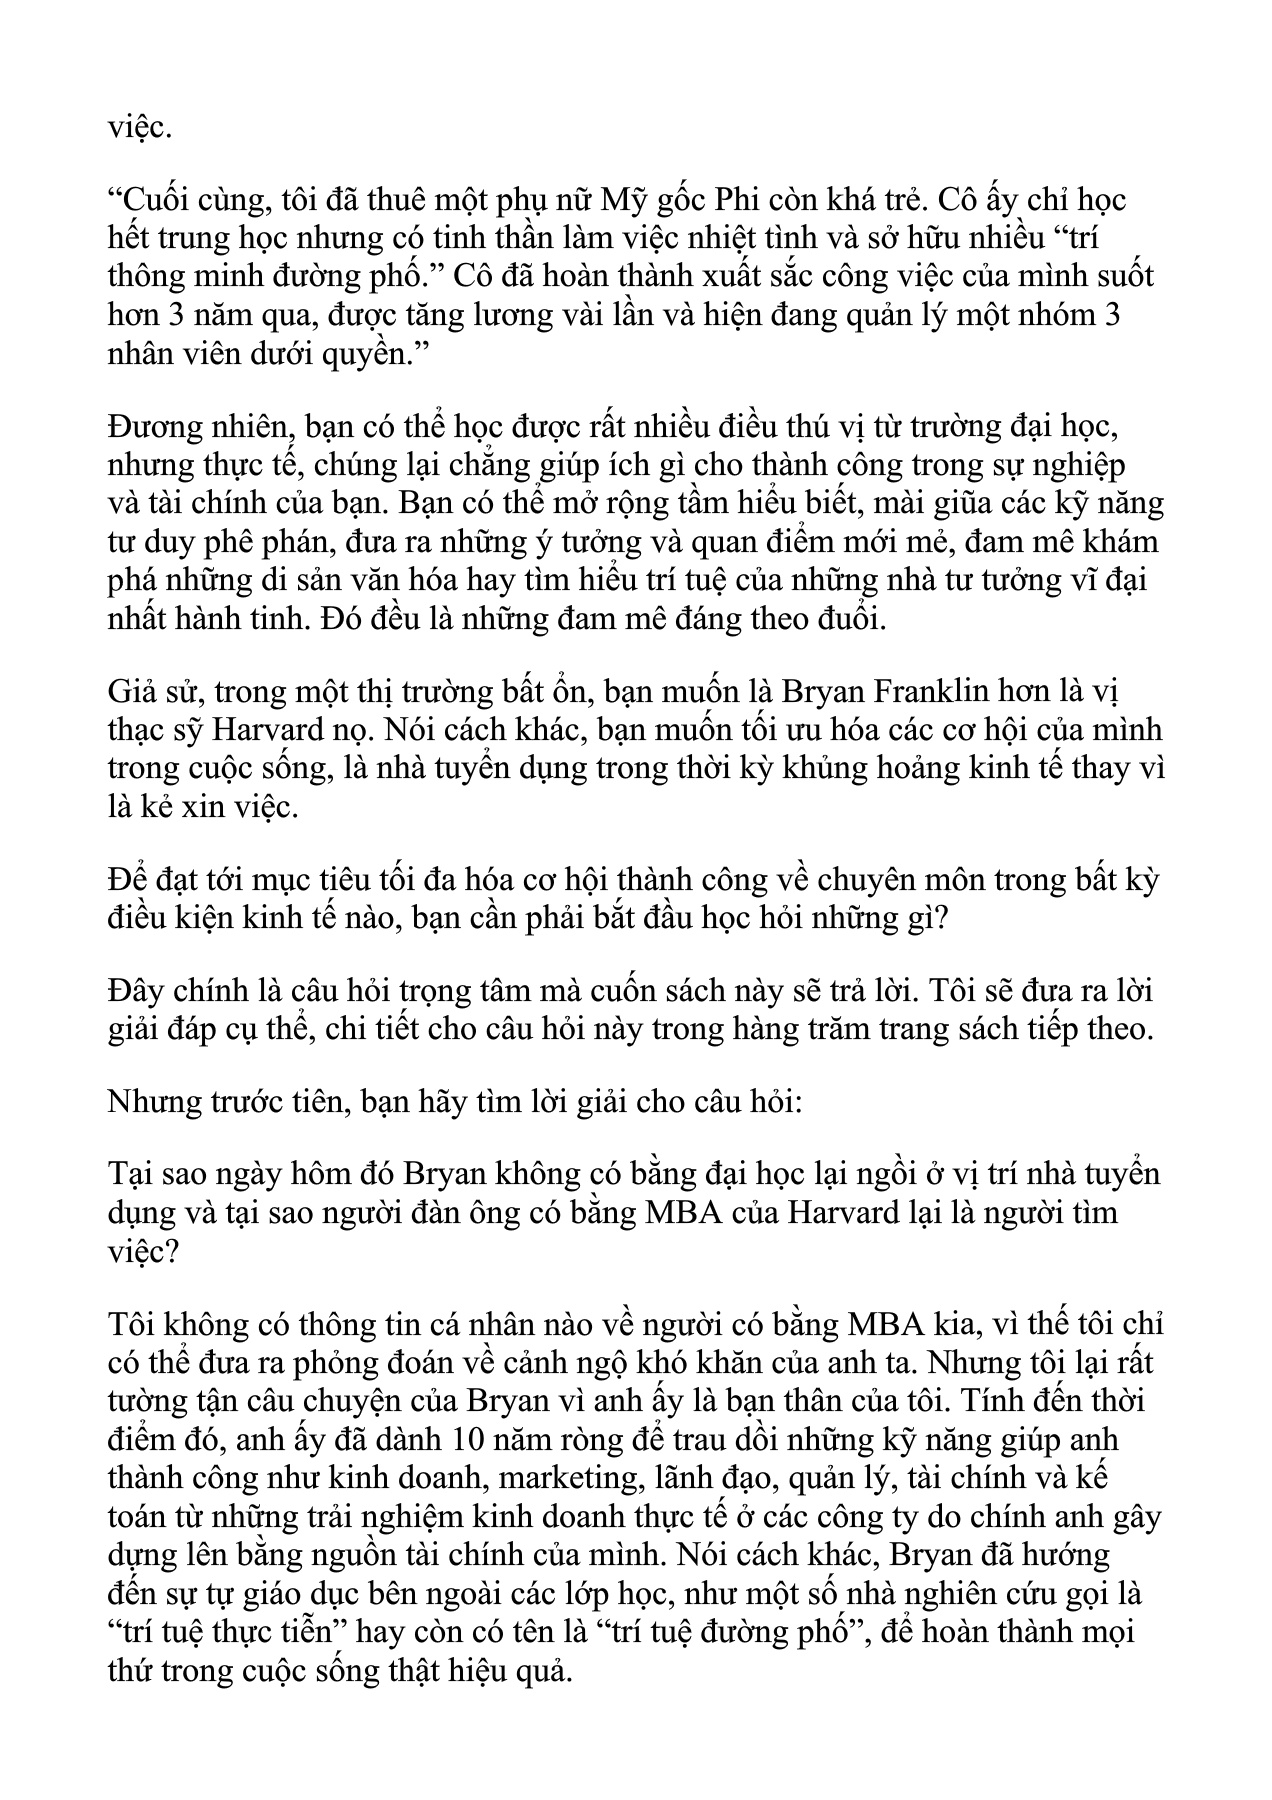 việc.
“Cuối cùng, tôi đã thuê một phụ nữ Mỹ gốc Phi còn khá trẻ. Cô ấy chỉ học
hết trung học nhưng có tinh thần làm việc nhiệt tình và sở hữu nhiều “trí
thông minh đường phố.” Cô đã hoàn thành xuất sắc công việc của mình suốt
hơn 3 năm qua, được tăng lương vài lần và hiện đang quản lý một nhóm 3
nhân viên dưới quyền.”
Đương nhiên, bạn có thể học được rất nhiều điều thú vị từ trường đại học,
nhưng thực tế, chúng lại chẳng giúp ích gì cho thành công trong sự nghiệp
và tài chính của bạn. Bạn có thể mở rộng tầm hiểu biết, mài giũa các kỹ năng
tư duy phê phán, đưa ra những ý tưởng và quan điểm mới mẻ, đam mê khám
phá những di sản văn hóa hay tìm hiểu trí tuệ của những nhà tư tưởng vĩ đại
nhất hành tinh. Đó đều là những đam mê đáng theo đuổi.
Giả sử, trong một thị trường bất ổn, bạn muốn là Bryan Franklin hơn là vị
thạc sỹ Harvard nọ. Nói cách khác, bạn muốn tối ưu hóa các cơ hội của mình
trong cuộc sống, là nhà tuyển dụng trong thời kỳ khủng hoảng kinh tế thay vì
là kẻ xin việc.
Để đạt tới mục tiêu tối đa hóa cơ hội thành công về chuyên môn trong bất kỳ
điều kiện kinh tế nào, bạn cần phải bắt đầu học hỏi những gì?
Đây chính là câu hỏi trọng tâm mà cuốn sách này sẽ trả lời. Tôi sẽ đưa ra lời
giải đáp cụ thể, chi tiết cho câu hỏi này trong hàng trăm trang sách tiếp theo.
Nhưng trước tiên, bạn hãy tìm lời giải cho câu hỏi:
Tại sao ngày hôm đó Bryan không có bằng đại học lại ngồi ở vị trí nhà tuyển
dụng và tại sao người đàn ông có bằng MBA của Harvard lại là người tìm
việc?
Tôi không có thông tin cá nhân nào về người có bằng MBA kia, vì thế tôi chỉ
có thể đưa ra phỏng đoán về cảnh ngộ khó khăn của anh ta. Nhưng tôi lại rất
tường tận câu chuyện của Bryan vì anh ấy là bạn thân của tôi. Tính đến thời
điểm đó, anh ấy đã dành 10 năm ròng để trau dồi những kỹ năng giúp anh
thành công như kinh doanh, marketing, lãnh đạo, quản lý, tài chính và kế
toán từ những trải nghiệm kinh doanh thực tế ở các công ty do chính anh gây
dựng lên bằng nguồn tài chính của mình. Nói cách khác, Bryan đã hướng
đến sự tự giáo dục bên ngoài các lớp học, như một số nhà nghiên cứu gọi là
“trí tuệ thực tiễn” hay còn có tên là “trí tuệ đường phố”, để hoàn thành mọi
thứ trong cuộc sống thật hiệu quả.